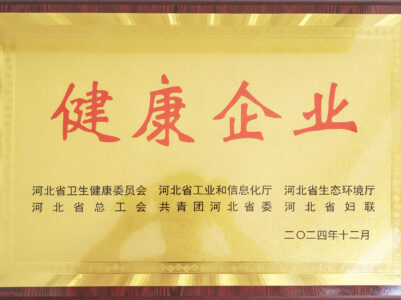 健康企业
河北省卫生健康委员会 河北省工业和信息化厅 河北省生态环境厅
河北省总工会 共青团河北省委 河北省妇联
二〇二四年十二月